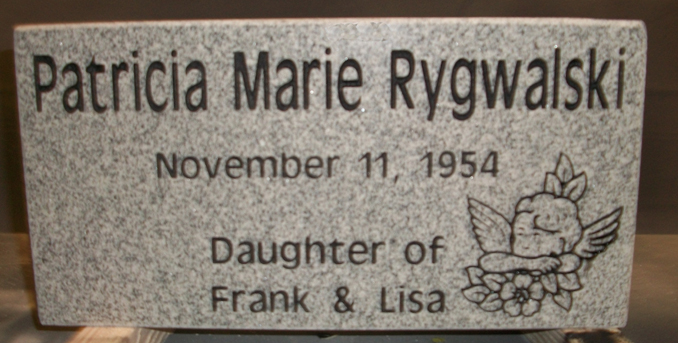 Patricia Marie Rygwalski
November 11, 1954
Daughter of
Frank & Lisa